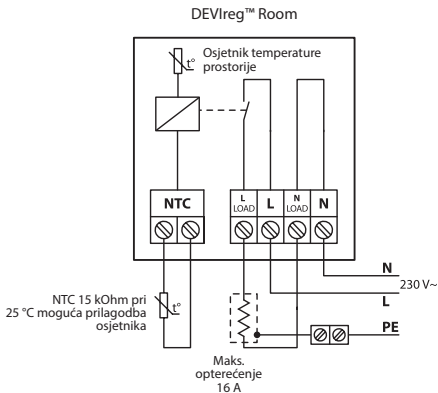 DEVIreg™ Room
t°
Osjetnik temperature
prostorije
NTC
L
LOAD
L
N
LOAD
N
NTC 15 kOhm pri
25 °C moguća prilagodba
osjetnika
t°
N
230 V~
L
PE
Maks.
opterećenje
16 A